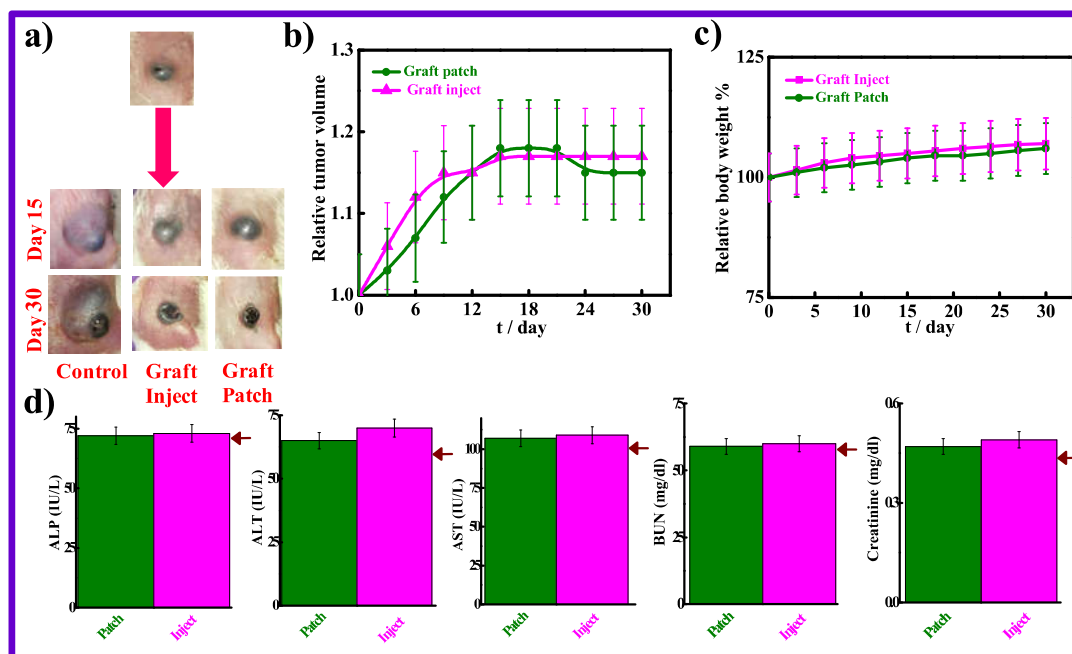 a)
Day 15
Day 30
Control
Graft Inject
Graft Patch
b)
Relative tumor volume
1.3
1.2
1.1
1.0
Graft patch
Graft inject
0 6 12 18 24 30
t / day
c)
Relative body weight %
125
100
75
Graft Inject
Graft Patch
0 5 10 15 20 25 30
t / day
d)
ALP (IU/L)
75
50
25
0
Patch
Inject
ALT (IU/L)
75
50
25
0
Patch
Inject
AST (IU/L)
125
100
75
50
25
0
Patch
Inject
BUN (mg/dl)
75
50
25
0
Patch
Inject
Creatinine (mg/dl)
0.6
0.3
0.0
Patch
Inject